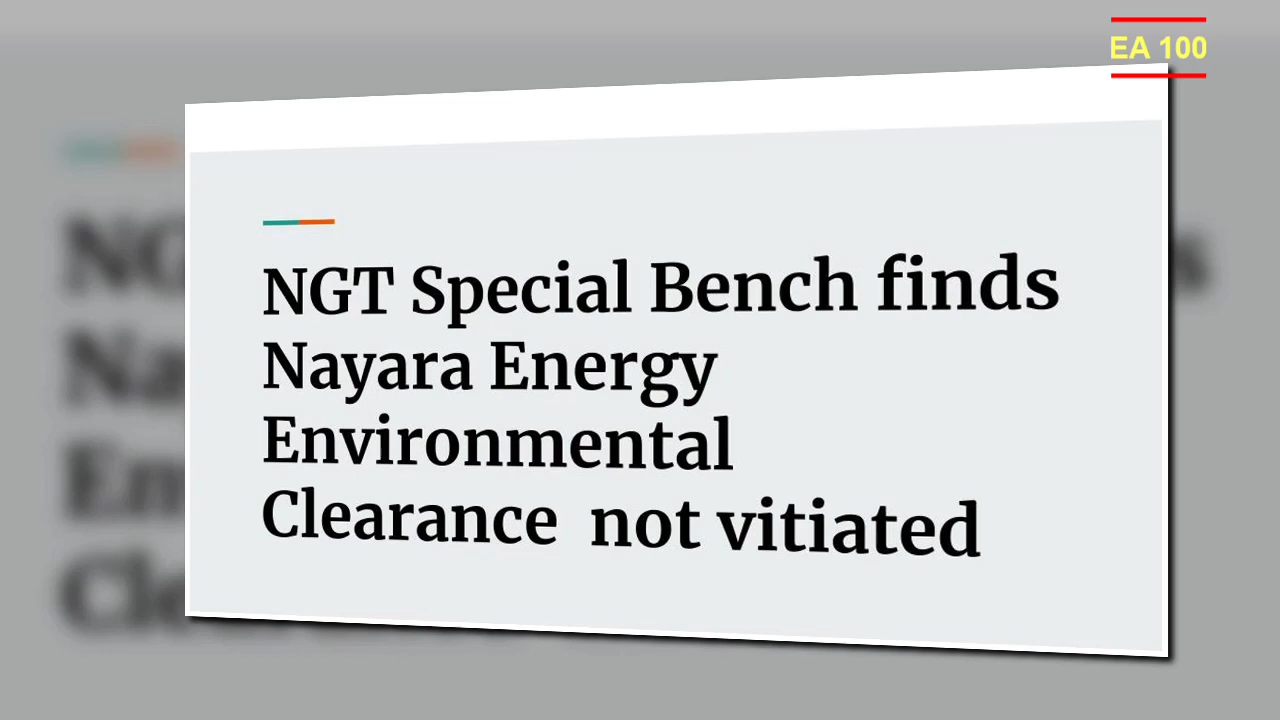 EA 100
NGT Special Bench finds
Nayara Energy
Environmental
Clearance not vitiated